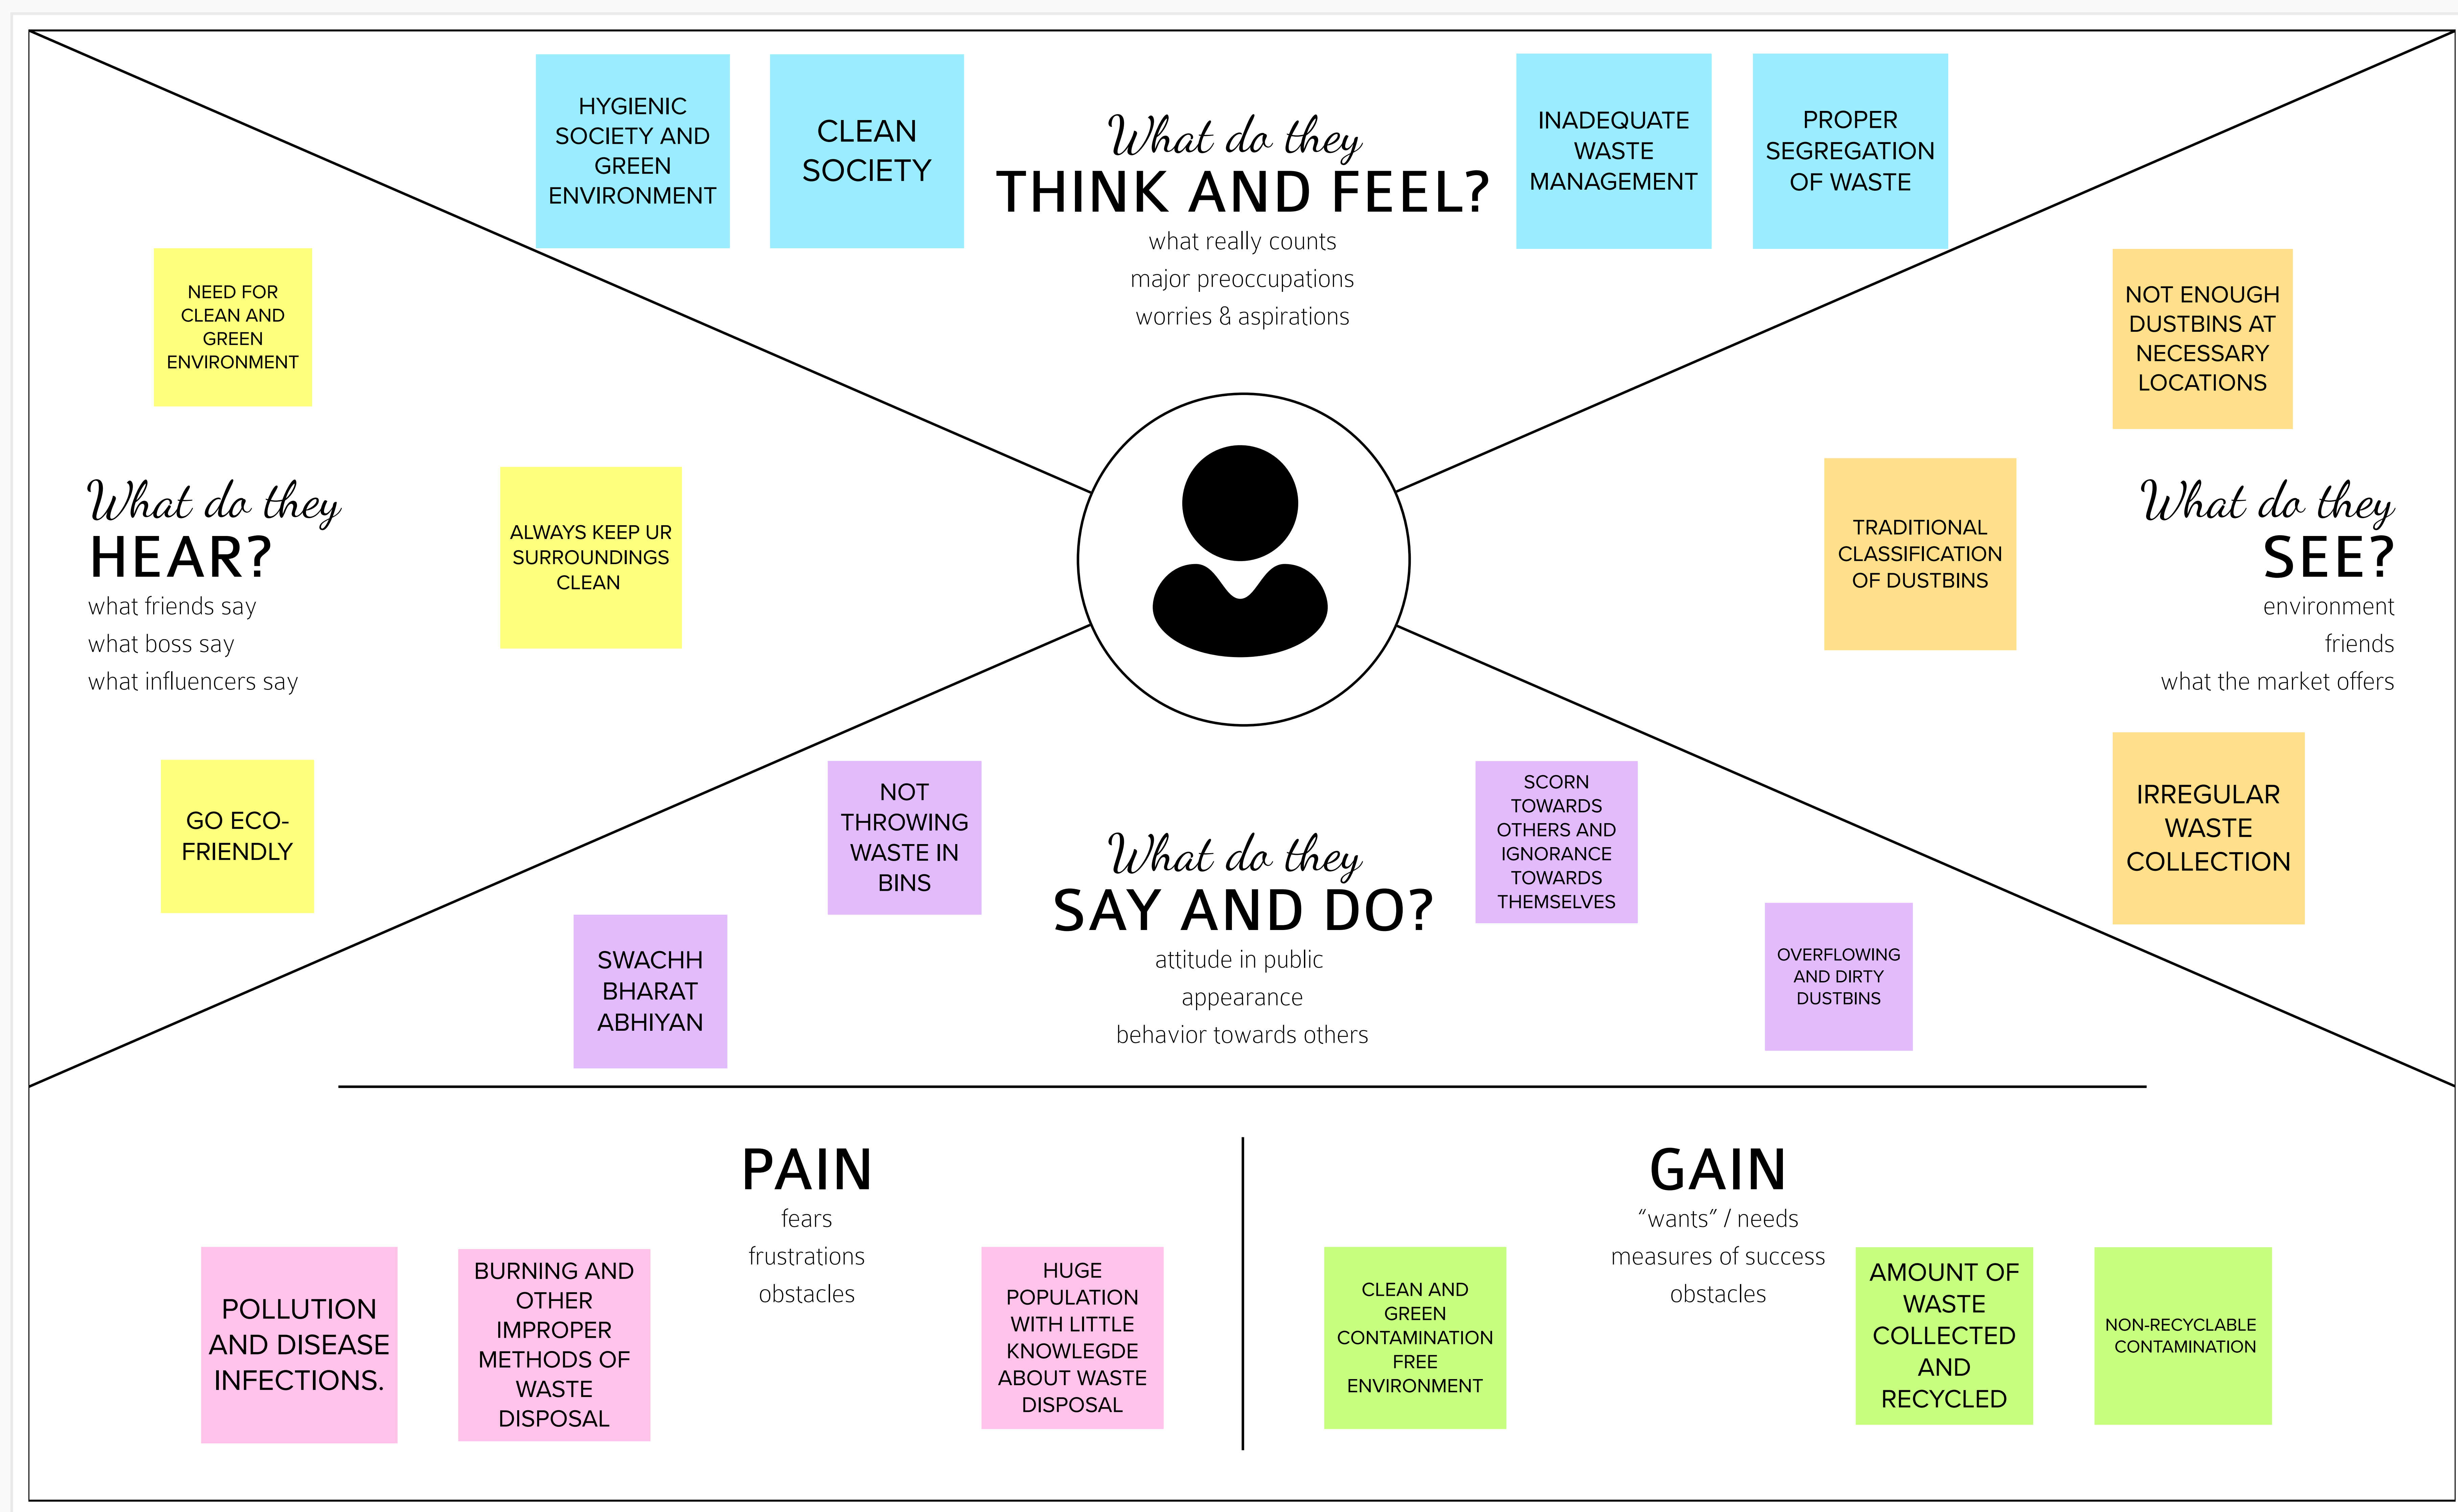 HYGIENIC
SOCIETY AND
GREEN
ENVIRONMENT
CLEAN
SOCIETY
What do they
THINK AND FEEL?
what really counts
major preoccupations
worries & aspirations
INADEQUATE
WASTE
MANAGEMENT
PROPER
SEGREGATION
OF WASTE
NEED FOR
CLEAN AND
GREEN
ENVIRONMENT
What do they
HEAR?
what friends say
what boss say
what influencers say
ALWAYS KEEP UR
SURROUNDINGS
CLEAN
GO ECO-
FRIENDLY
NOT ENOUGH
DUSTBINS AT
NECESSARY
LOCATIONS
TRADITIONAL
CLASSIFICATION
OF DUSTBINS
What do they
SEE?
environment
friends
what the market offers
IRREGULAR
WASTE
COLLECTION
NOT
THROWING
WASTE IN
BINS
SWACHH
BHARAT
ABHIYAN
What do they
SAY AND DO?
attitude in public
appearance
behavior towards others
SCORN
TOWARDS
OTHERS AND
IGNORANCE
TOWARDS
THEMSELVES
OVERFLOWING
AND DIRTY
DUSTBINS
PAIN
fears
frustrations
obstacles
POLLUTION
AND DISEASE
INFECTIONS.
BURNING AND
OTHER
IMPROPER
METHODS OF
WASTE
DISPOSAL
HUGE
POPULATION
WITH LITTLE
KNOWLEGDE
ABOUT WASTE
DISPOSAL
GAIN
“wants” / needs
measures of success
obstacles
CLEAN AND
GREEN
CONTAMINATION
FREE
ENVIRONMENT
AMOUNT OF
WASTE
COLLECTED
AND
RECYCLED
NON-RECYCLABLE
CONTAMINATION